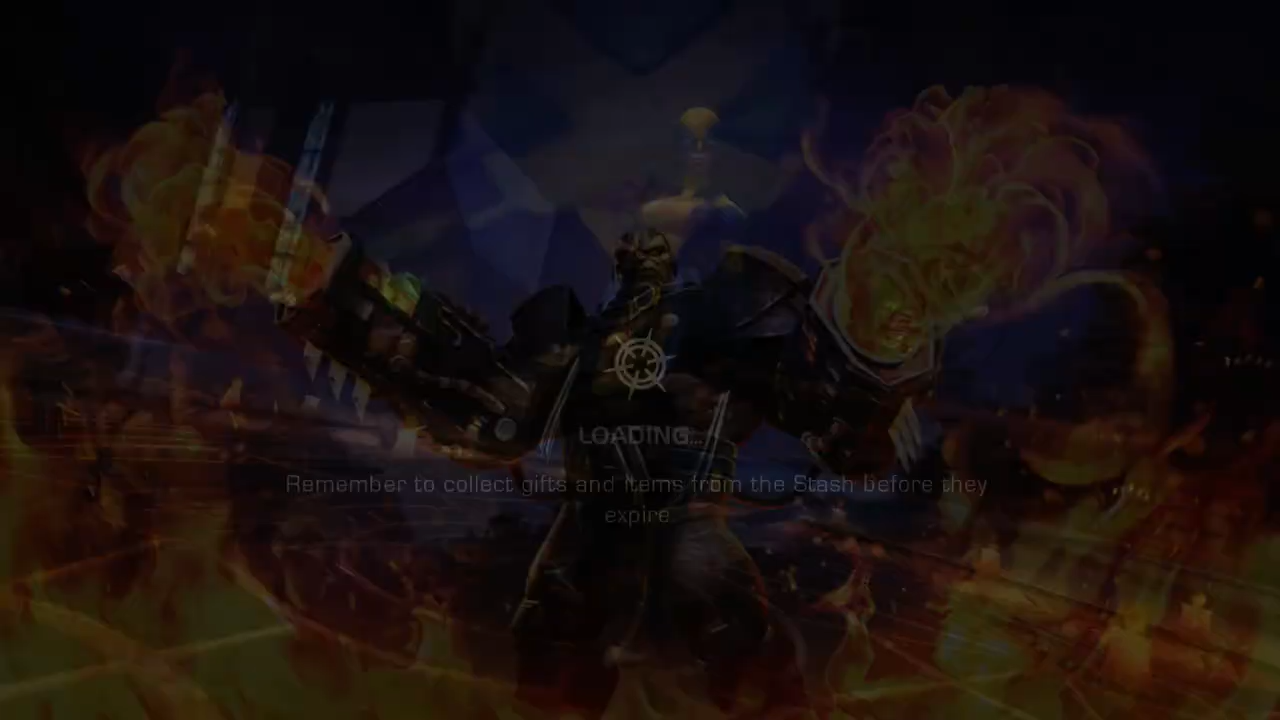 LOADING...
Remember to collect gifts and items from the Stash before they
expire.